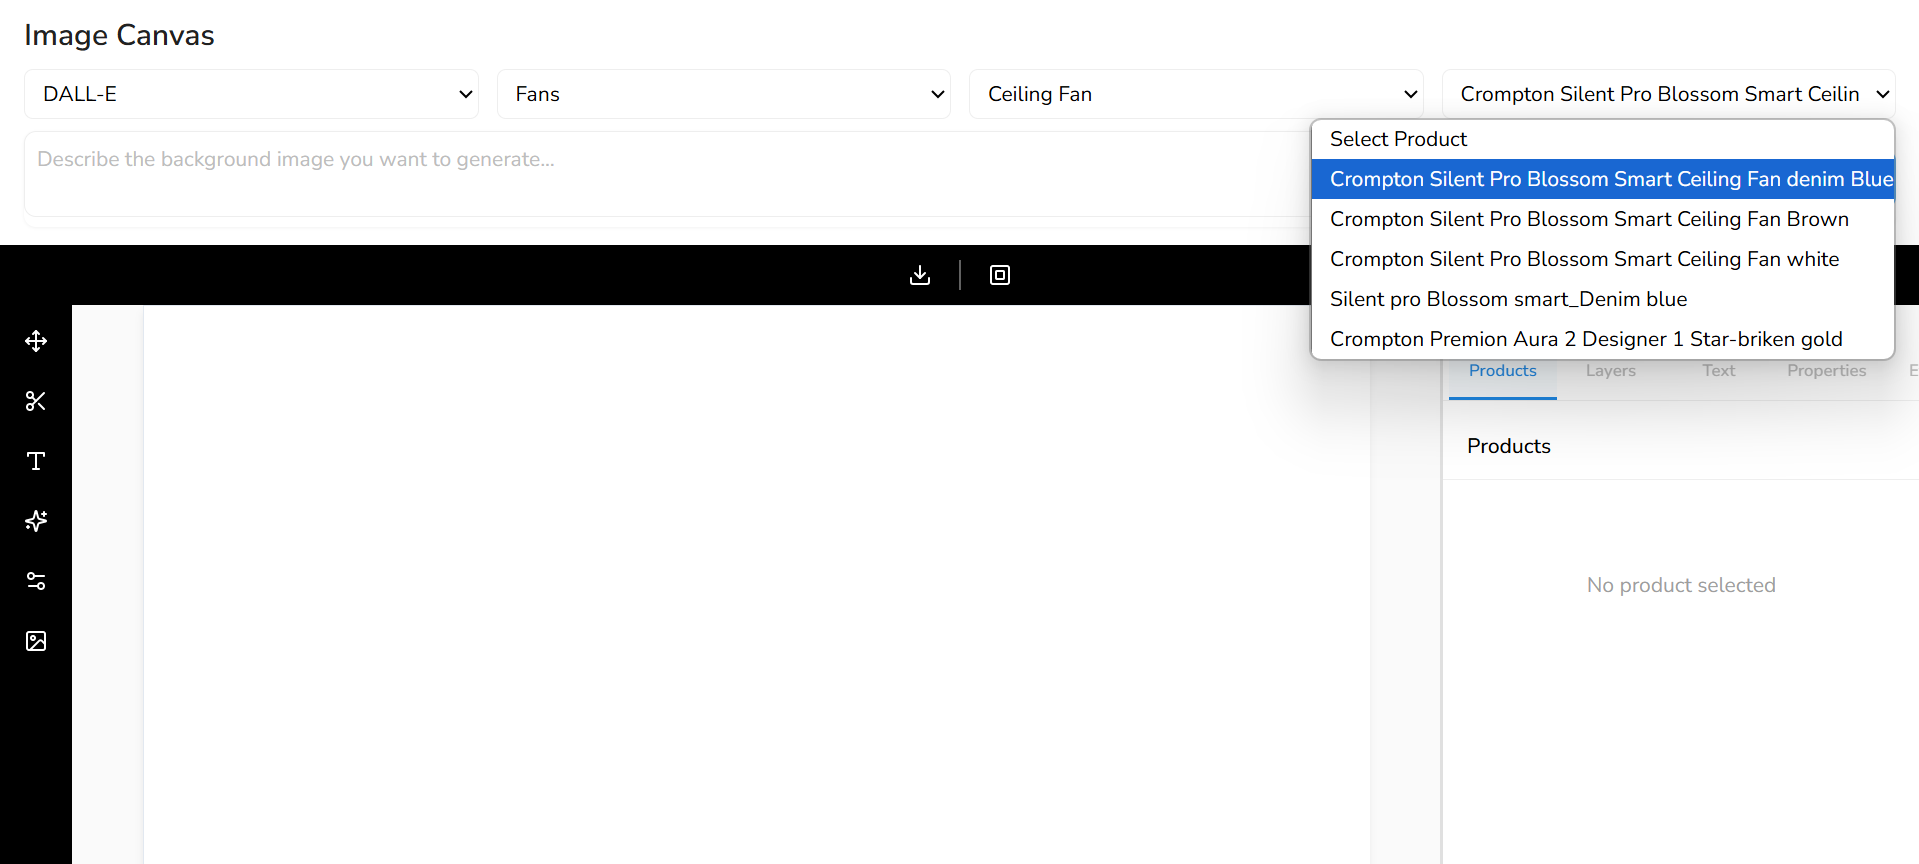 Image Canvas
DALL-E
Fans
Ceiling Fan
Crompton Silent Pro Blossom Smart Ceilin
Describe the background image you want to generate...
Select Product
Crompton Silent Pro Blossom Smart Ceiling Fan denim Blue
Crompton Silent Pro Blossom Smart Ceiling Fan Brown
Crompton Silent Pro Blossom Smart Ceiling Fan white
Silent pro Blossom smart_Denim blue
Crompton Premion Aura 2 Designer 1 Star-briken gold
Products Layers Text Properties E
Products
No product selected